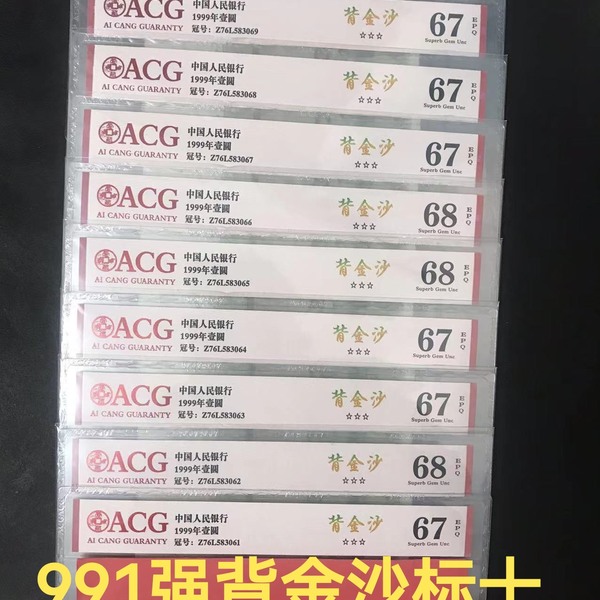 ACG 中国人民银行 背金沙 67 EPQ
AI CANG GUARANTY 1999年壹圆 ☆☆☆ Superb Gem Unc
冠号：Z76L583069
ACG 中国人民银行 背金沙 67 EPQ
AI CANG GUARANTY 1999年壹圆 ☆☆☆ Superb Gem Unc
冠号：Z76L583068
ACG 中国人民银行 背金沙 67 EPQ
AI CANG GUARANTY 1999年壹圆 ☆☆☆ Superb Gem Unc
冠号：Z76L583067
ACG 中国人民银行 背金沙 68 EPQ
AI CANG GUARANTY 1999年壹圆 ☆☆☆ Superb Gem Unc
冠号：Z76L583066
ACG 中国人民银行 背金沙 68 EPQ
AI CANG GUARANTY 1999年壹圆 ☆☆☆ Superb Gem Unc
冠号：Z76L583065
ACG 中国人民银行 背金沙 67 EPQ
AI CANG GUARANTY 1999年壹圆 ☆☆☆ Superb Gem Unc
冠号：Z76L583064
ACG 中国人民银行 背金沙 67 EPQ
AI CANG GUARANTY 1999年壹圆 ☆☆☆ Superb Gem Unc
冠号：Z76L583063
ACG 中国人民银行 背金沙 68 EPQ
AI CANG GUARANTY 1999年壹圆 ☆☆☆ Superb Gem Unc
冠号：Z76L583062
ACG 中国人民银行 背金沙 67 EPQ
AI CANG GUARANTY 1999年壹圆 ☆☆☆ Superb Gem Unc
冠号：Z76L583061
991强背金沙标十